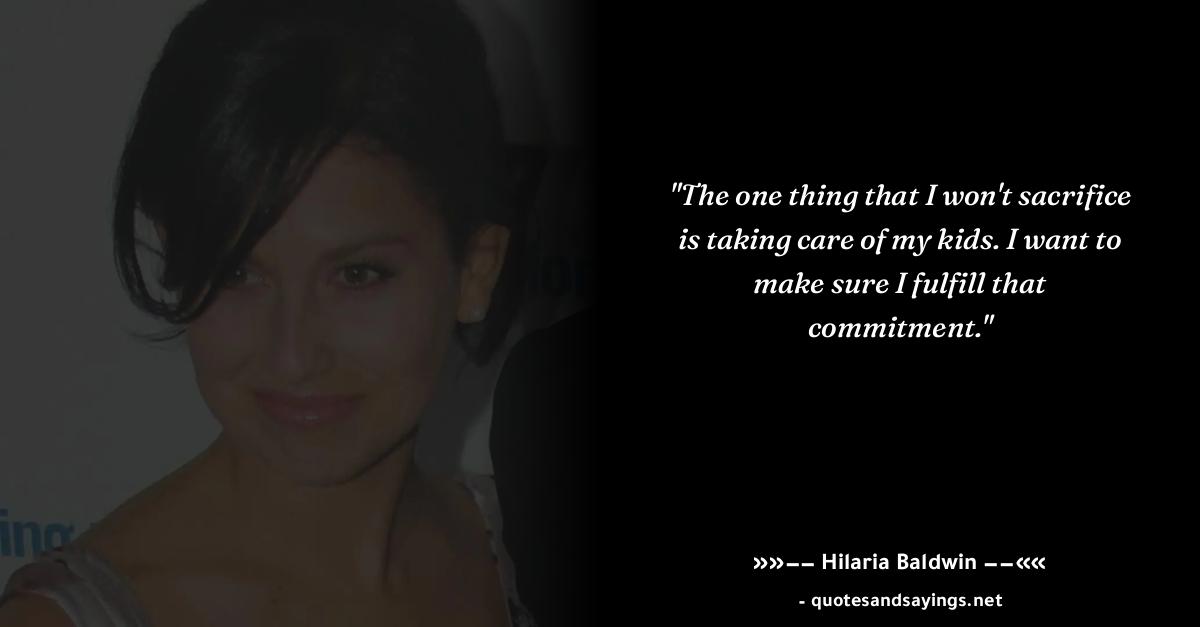 "The one thing that I won't sacrifice
is taking care of my kids. I want to
make sure I fulfill that
commitment."
ing
»»–– Hilaria Baldwin ––««
- quotesandsayings.net